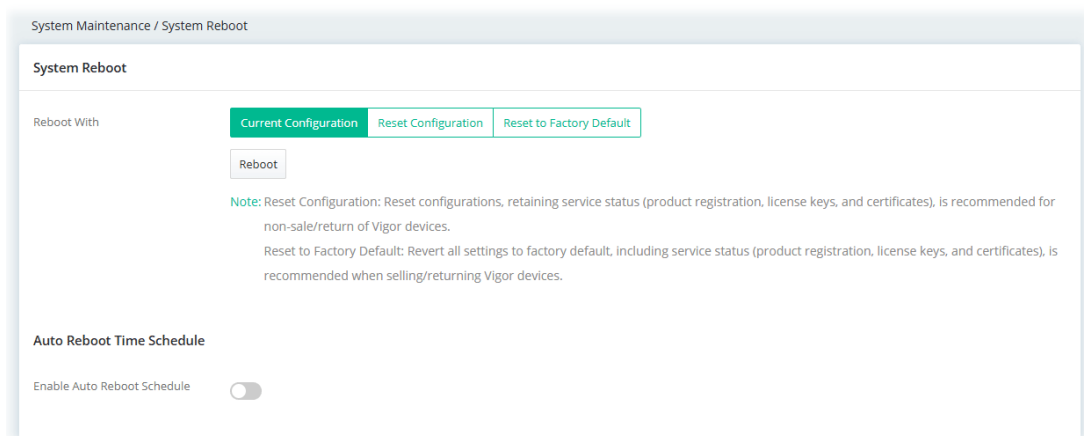 System Maintenance / System Reboot
System Reboot
Reboot With
Current Configuration
Reset Configuration
Reset to Factory Default
Reboot
Note: Reset Configuration: Reset configurations, retaining service status (product registration, license keys, and certificates), is recommended for
non-sale/return of Vigor devices.
Reset to Factory Default: Revert all settings to factory default, including service status (product registration, license keys, and certificates), is
recommended when selling/returning Vigor devices.
Auto Reboot Time Schedule
Enable Auto Reboot Schedule